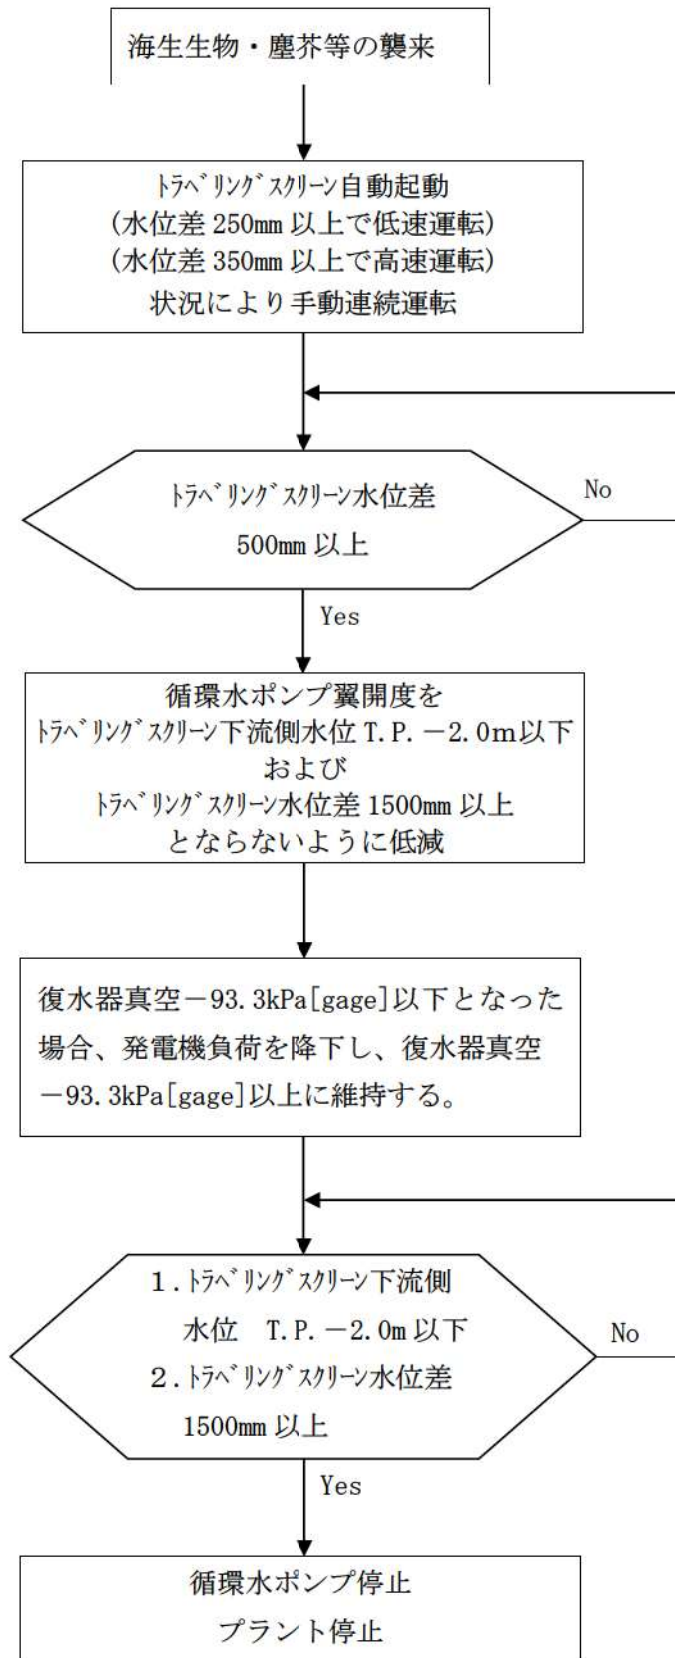 海生生物・塵芥等の襲来
ﾄﾗﾍﾞﾘﾝｸﾞｽｸﾘｰﾝ自動起動
(水位差 250mm 以上で低速運転)
(水位差 350mm 以上で高速運転)
状況により手動連続運転
ﾄﾗﾍﾞﾘﾝｸﾞｽｸﾘｰﾝ水位差
500mm 以上
No
Yes
循環水ポンプ翼開度を
ﾄﾗﾍﾞﾘﾝｸﾞｽｸﾘｰﾝ下流側水位 T.P.－2.0ｍ以下
および
ﾄﾗﾍﾞﾘﾝｸﾞｽｸﾘｰﾝ水位差 1500mm 以上
とならないように低減
復水器真空－93.3kPa[gage]以下となった
場合、発電機負荷を降下し、復水器真空
－93.3kPa[gage]以上に維持する。
１.ﾄﾗﾍﾞﾘﾝｸﾞｽｸﾘｰﾝ下流側
水位　T.P.－2.0m 以下
２.ﾄﾗﾍﾞﾘﾝｸﾞｽｸﾘｰﾝ水位差
1500mm 以上
No
Yes
循環水ポンプ停止
プラント停止